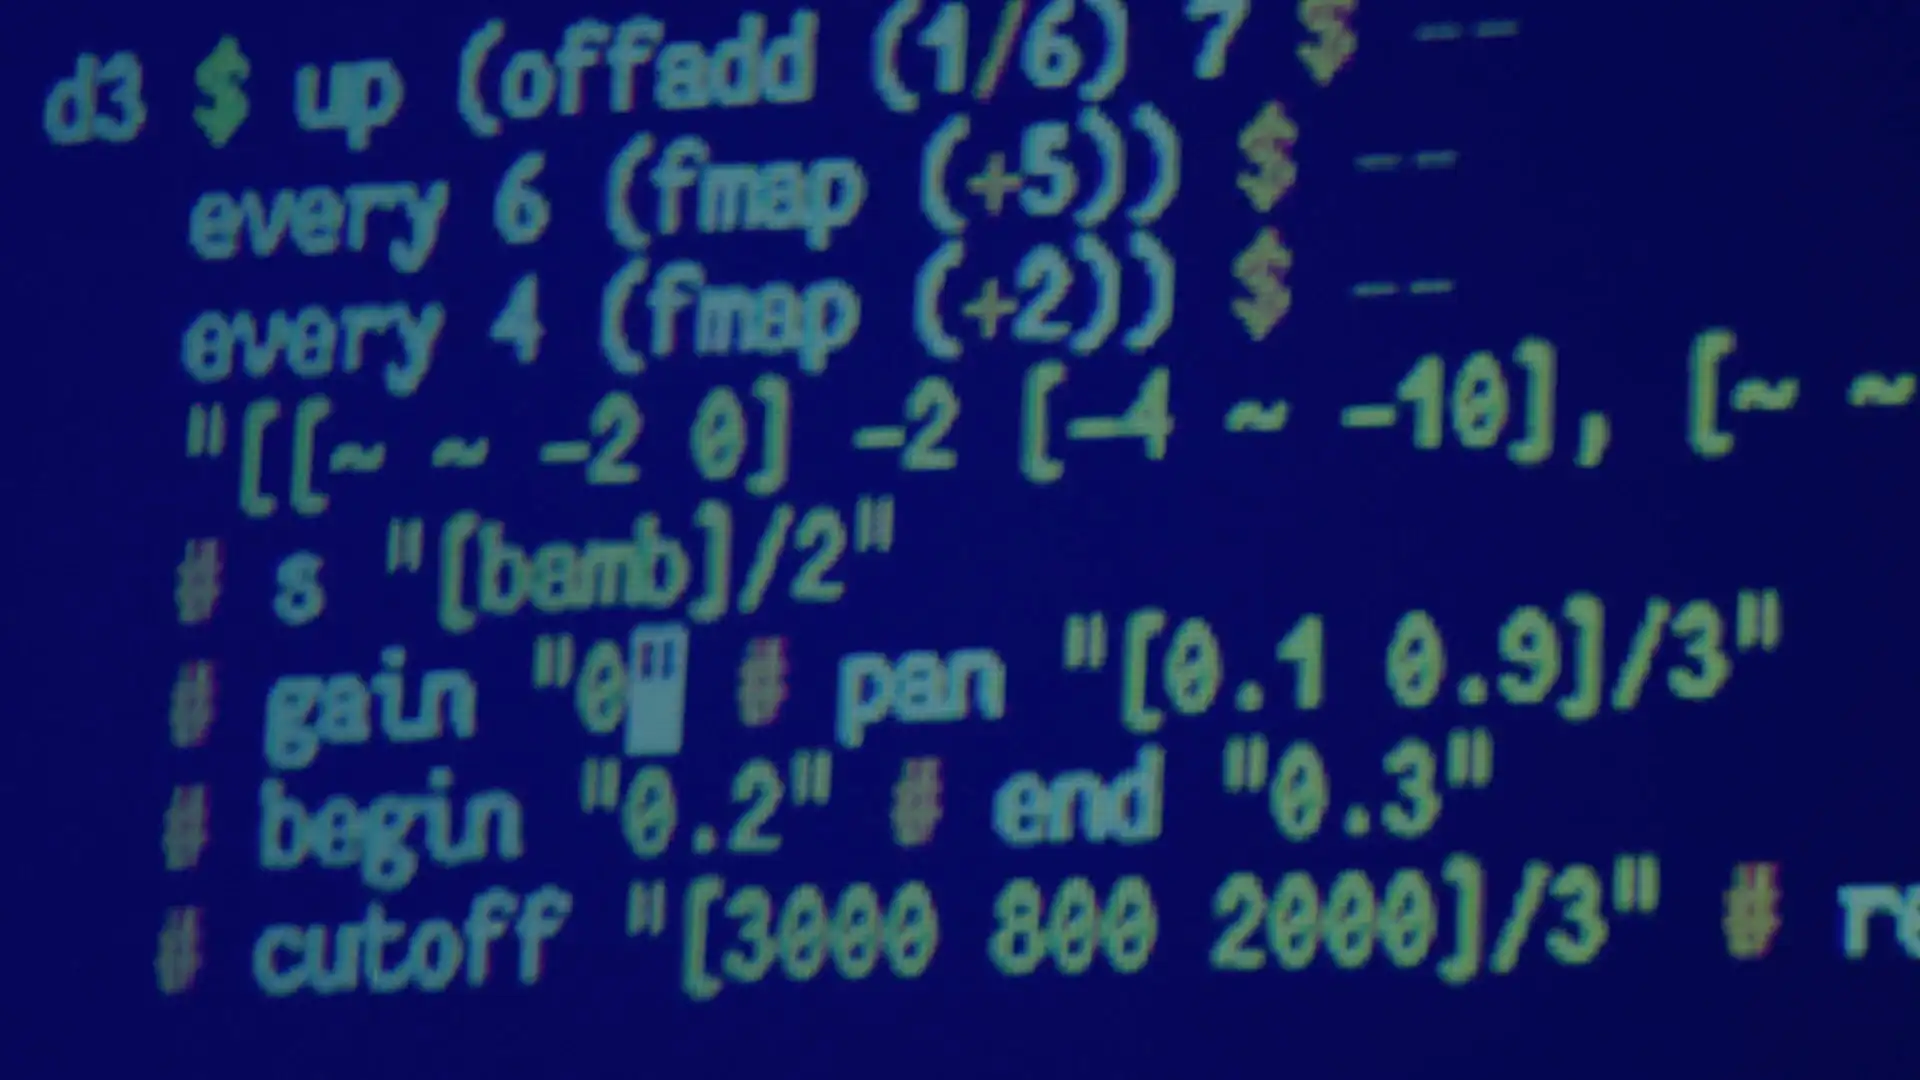 d3 $ up (offadd (1/6) 7 $ --
every 6 (fmap (+5)) $ --
every 4 (fmap (+2)) $ --
"[[~ ~ -2 0] -2 [-4 ~ -10], [~ ~
# s "[bamb]/2"
# gain "0" # pan "[0.1 0.9]/3"
# begin "0.2" # end "0.3"
# cutoff "[3000 800 2000]/3" # re